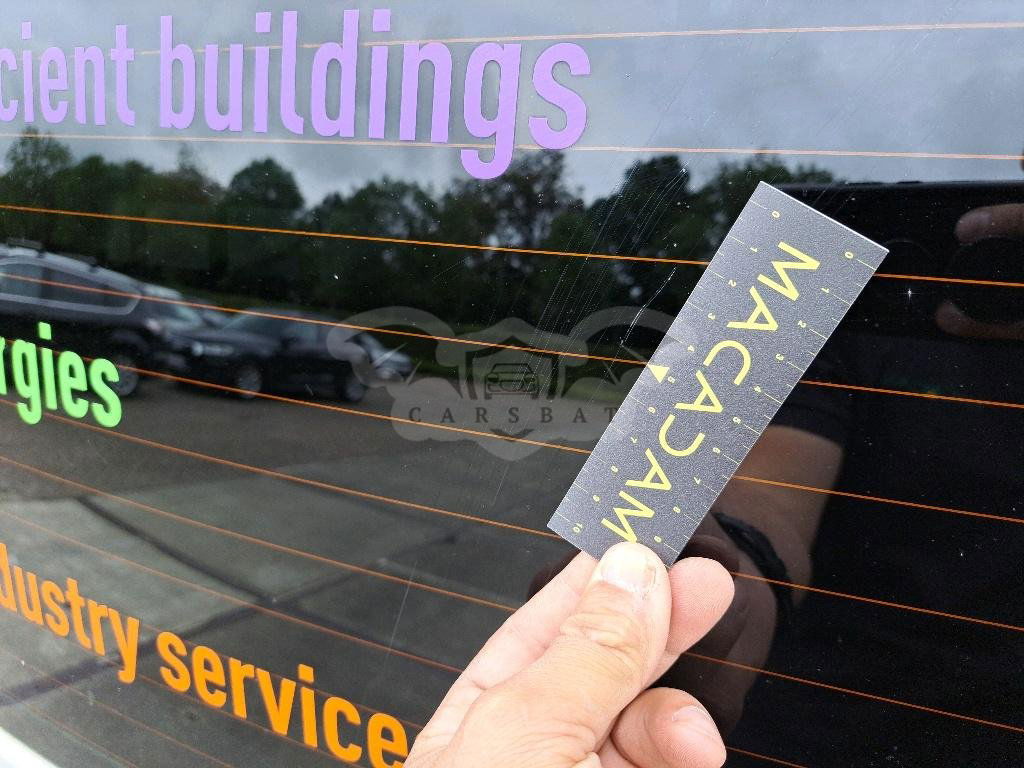 cient buildings
rgies
dustry service
MACADAM
CARSBAT